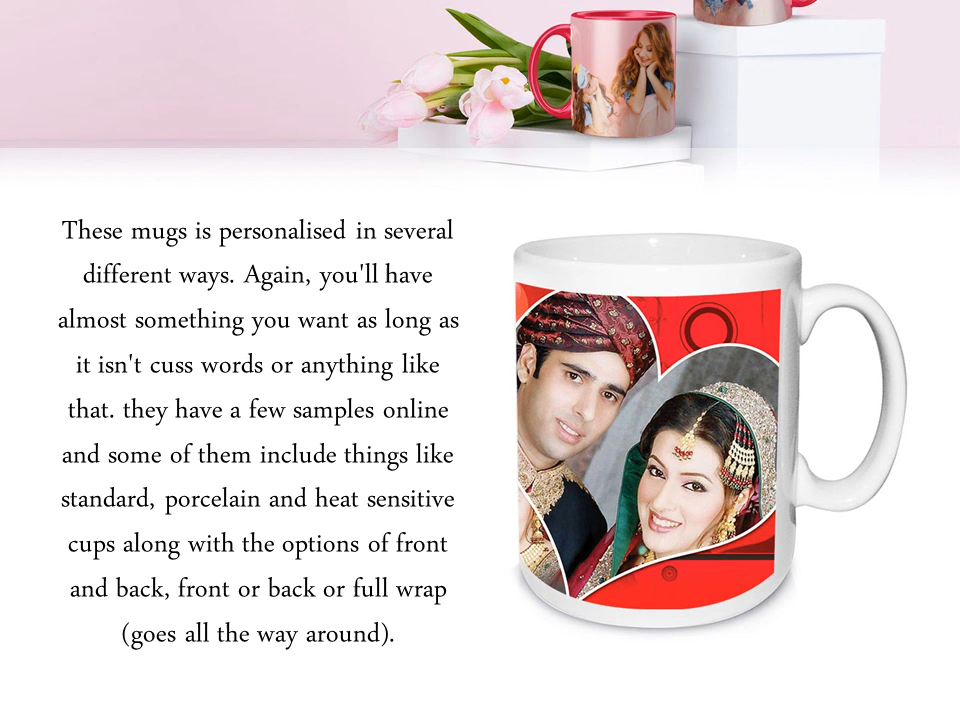 These mugs is personalised in several
different ways. Again, you'll have
almost something you want as long as
it isn't cuss words or anything like
that. they have a few samples online
and some of them include things like
standard, porcelain and heat sensitive
cups along with the options of front
and back, front or back or full wrap
(goes all the way around).